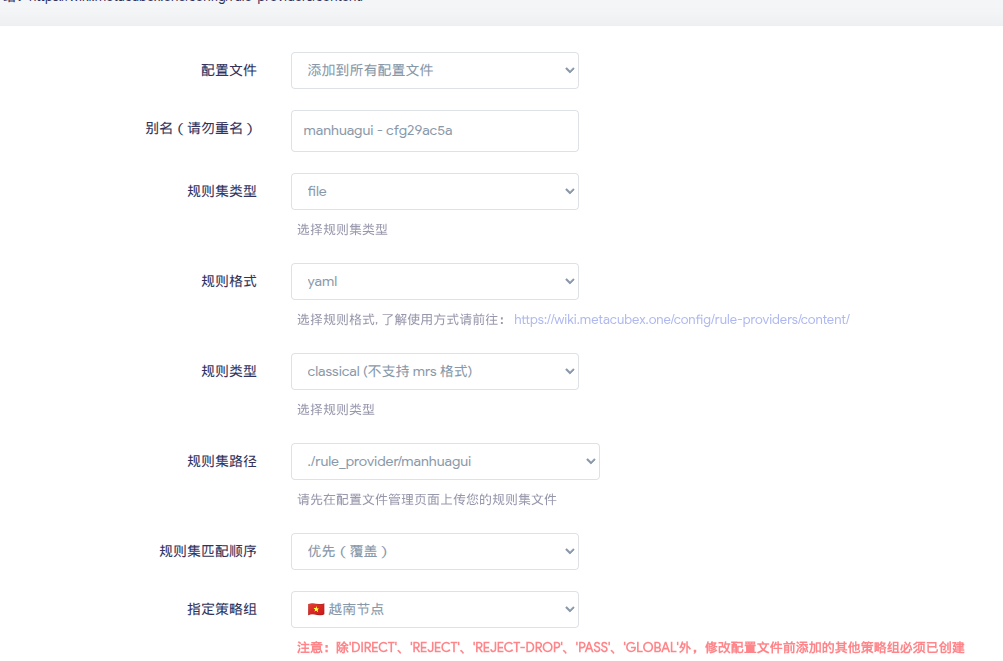 配置文件 添加到所有配置文件
别名（请勿重名） manhuagui - cfg29ac5a
规则集类型 file
选择规则集类型
规则格式 yaml
选择规则格式, 了解使用方式请前往： https://wiki.metacubex.one/config/rule-providers/content/
规则类型 classical (不支持 mrs 格式)
选择规则类型
规则集路径 ./rule_provider/manhuagui
请先在配置文件管理页面上传您的规则集文件
规则集匹配顺序 优先（覆盖）
指定策略组 🇻🇳 越南节点
注意：除'DIRECT'、'REJECT'、'REJECT-DROP'、'PASS'、'GLOBAL'外，修改配置文件前添加的其他策略组必须已创建